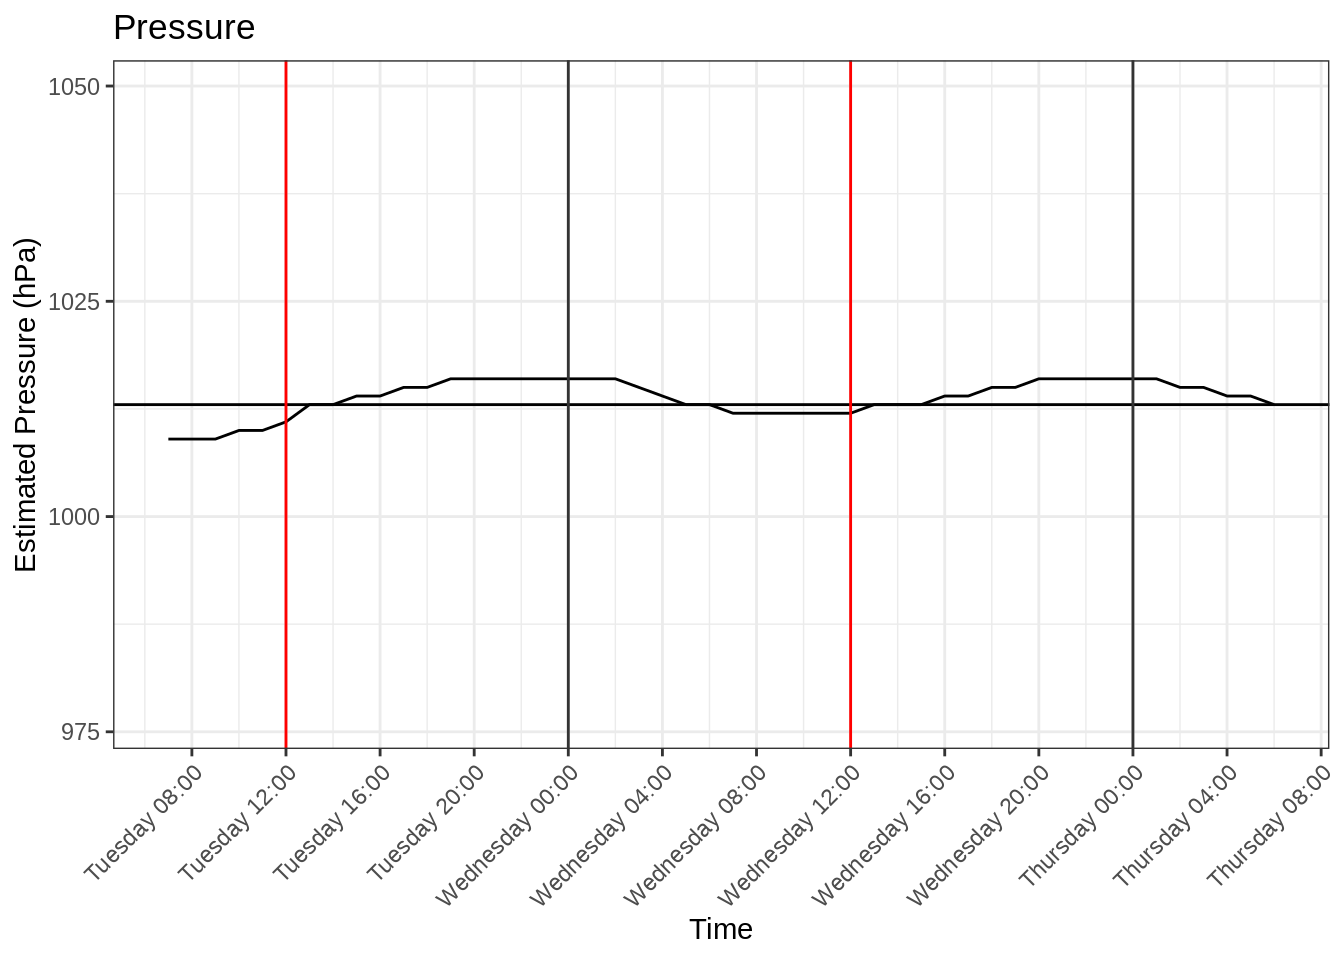 Pressure
Estimated Pressure (hPa)
1050
1025
1000
975
Tuesday 08:00
Tuesday 12:00
Tuesday 16:00
Tuesday 20:00
Wednesday 00:00
Wednesday 04:00
Wednesday 08:00
Wednesday 12:00
Wednesday 16:00
Wednesday 20:00
Thursday 00:00
Thursday 04:00
Thursday 08:00
Time